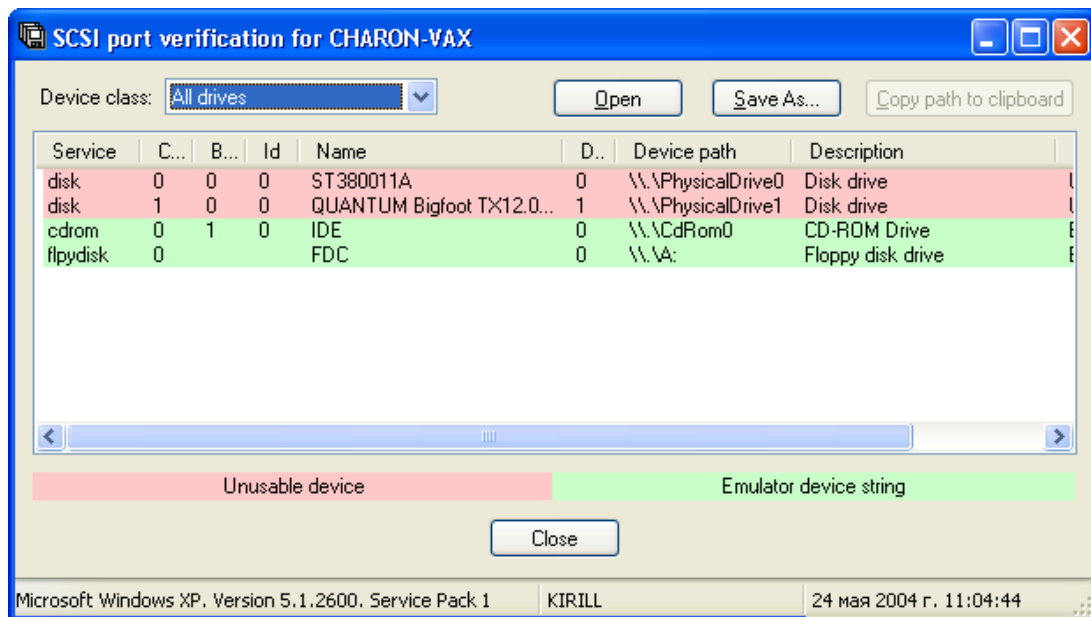 SCSI port verification for CHARON-VAX
Device class: All drives Open Save As... Copy path to clipboard
Service C... B... Id Name D.. Device path Description
disk 0 0 0 ST380011A 0 \\.\PhysicalDrive0 Disk drive
disk 1 0 0 QUANTUM Bigfoot TX12.0... 1 \\.\PhysicalDrive1 Disk drive
cdrom 0 1 0 IDE 0 \\.\CdRom0 CD-ROM Drive
flpydisk 0 FDC 0 \\.\A: Floppy disk drive
Unusable device Emulator device string
Close
Microsoft Windows XP. Version 5.1.2600. Service Pack 1 KIRILL 24 мая 2004 г. 11:04:44